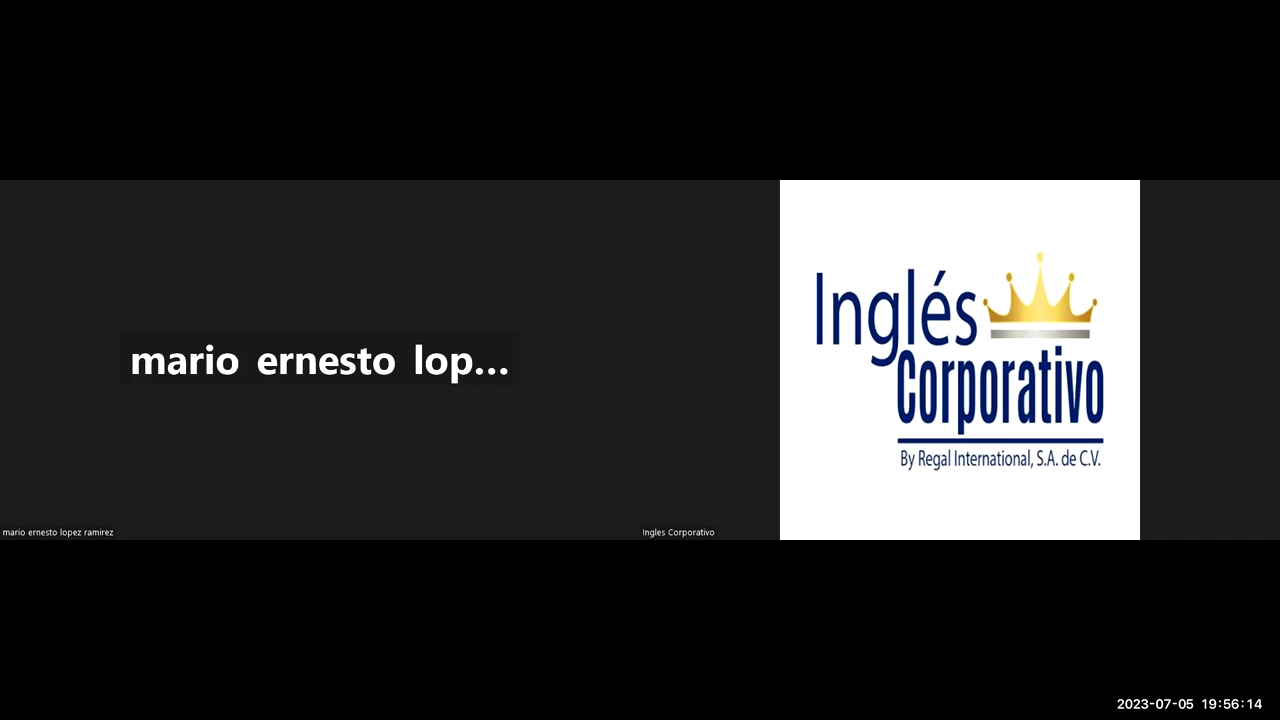 mario ernesto lop...
mario ernesto lopez ramirez
Inglés
Corporativo
By Regal International, S.A. de C.V.
Ingles Corporativo
2023-07-05 19:56:14